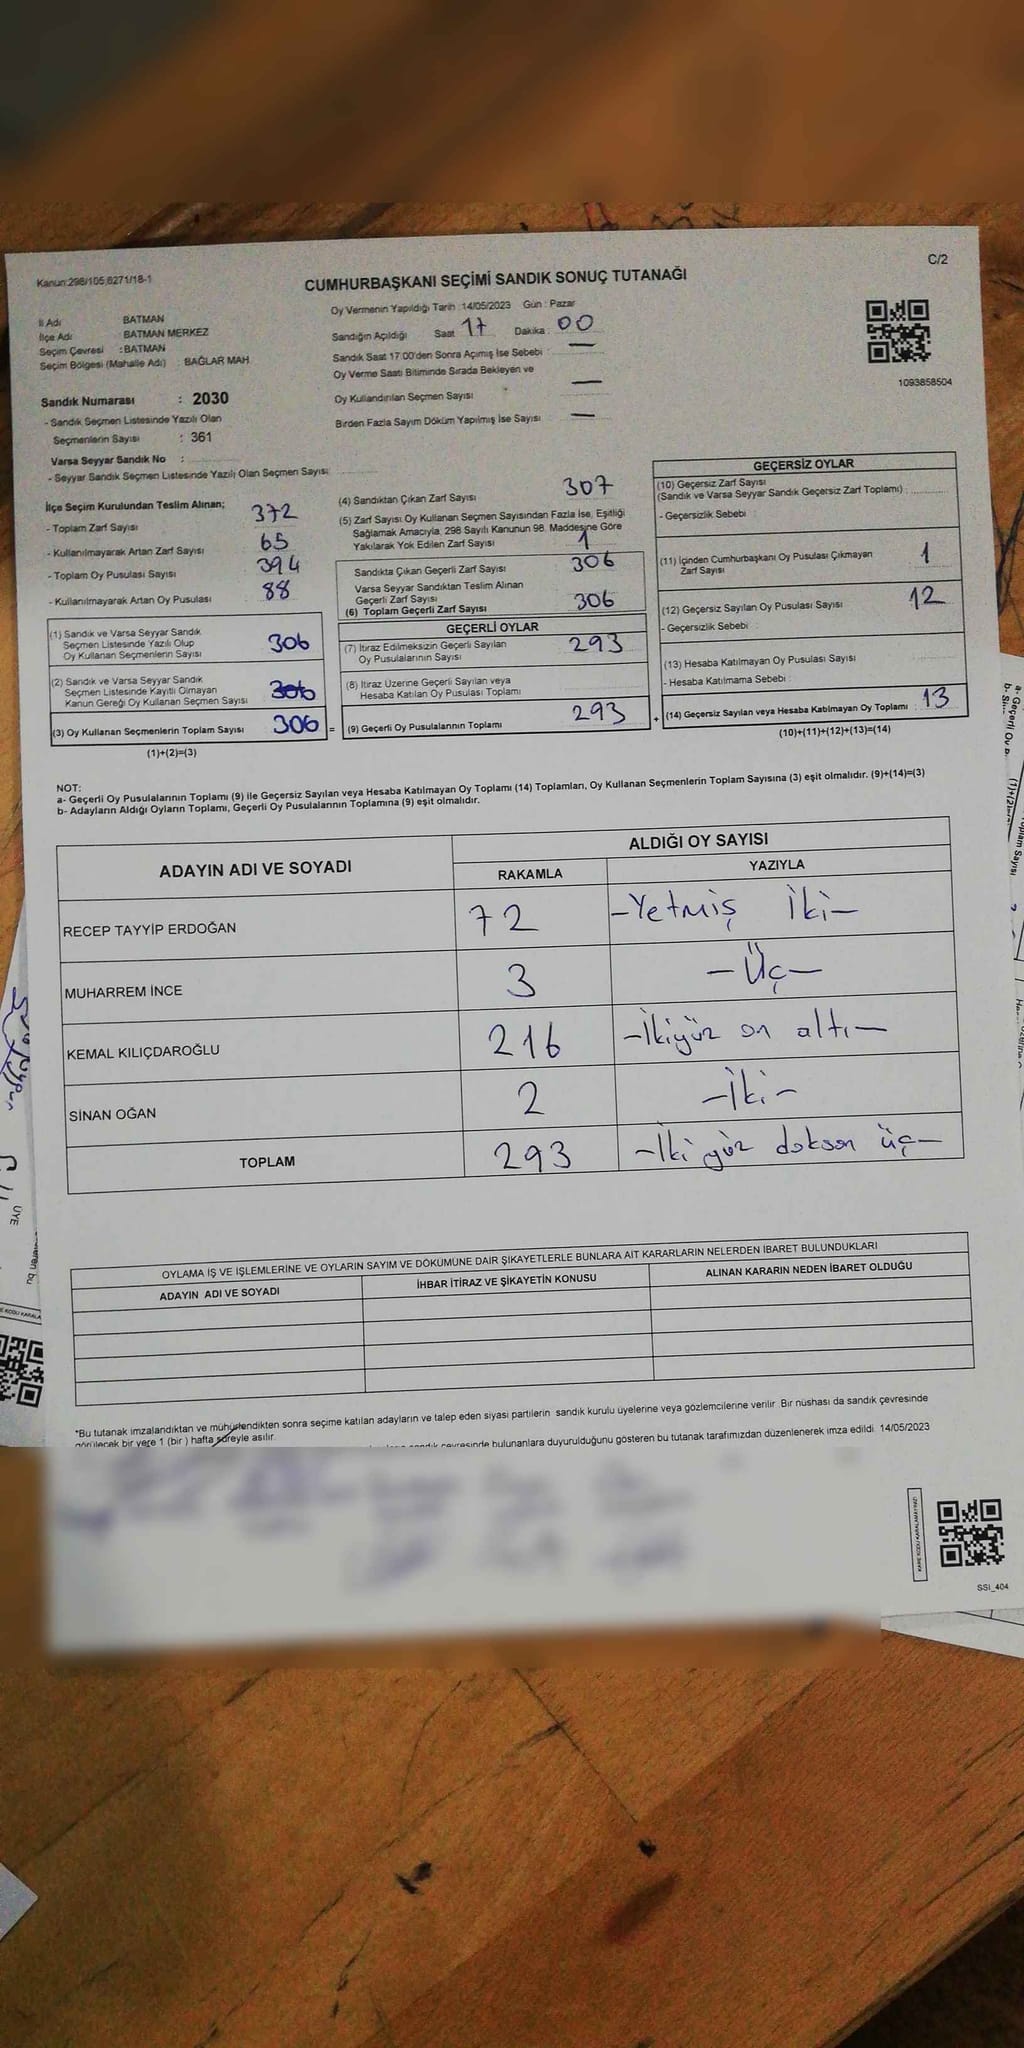 Kanun:298/105,6271/18-1
C/2
CUMHURBAŞKANI SEÇİMİ SANDIK SONUÇ TUTANAĞI
İl Adı BATMAN
İlçe Adı : BATMAN MERKEZ
Seçim Çevresi : BATMAN
Seçim Bölgesi (Mahalle Adı) : BAĞLAR MAH
Sandık Numarası : 2030
- Sandık Seçmen Listesinde Yazılı Olan
Seçmenlerin Sayısı : 361
Varsa Seyyar Sandık No :
- Seyyar Sandık Seçmen Listesinde Yazılı Olan Seçmen Sayısı
Oy Vermenin Yapıldığı Tarih : 14/05/2023 Gün : Pazar
Sandığın Açıldığı Saat 17 Dakika : 00
Sandık Saat 17:00'den Sonra Açımış İse Sebebi : —
Oy Verme Saati Bitiminde Sırada Bekleyen ve
Oy Kullandırılan Seçmen Sayısı —
Birden Fazla Sayım Döküm Yapılmış İse Sayısı —
1093858504
İlçe Seçim Kurulundan Teslim Alınan;
- Toplam Zarf Sayısı 372
- Kullanılmayarak Artan Zarf Sayısı 65
- Toplam Oy Pusulası Sayısı 394
- Kullanılmayarak Artan Oy Pusulası 88
(1) Sandık ve Varsa Seyyar Sandık
Seçmen Listesinde Yazılı Olup
Oy Kullanan Seçmenlerin Sayısı 306
(2) Sandık ve Varsa Seyyar Sandık
Seçmen Listesinde Kayıtlı Olmayan
Kanun Gereği Oy Kullanan Seçmen Sayısı 306
(3) Oy Kullanan Seçmenlerin Toplam Sayısı 306 =
(1)+(2)=(3)
(4) Sandıktan Çıkan Zarf Sayısı 307
(5) Zarf Sayısı Oy Kullanan Seçmen Sayısından Fazla İse, Eşitliği
Sağlamak Amacıyla, 298 Sayılı Kanunun 98. Maddesine Göre
Yakılarak Yok Edilen Zarf Sayısı 1
Sandıkta Çıkan Geçerli Zarf Sayısı 306
Varsa Seyyar Sandıktan Teslim Alınan
Geçerli Zarf Sayısı
(6) Toplam Geçerli Zarf Sayısı 306
GEÇERLİ OYLAR
(7) İtiraz Edilmeksizin Geçerli Sayılan
Oy Pusulalarının Sayısı 293
(8) İtiraz Üzerine Geçerli Sayılan veya
Hesaba Katılan Oy Pusulası Toplamı
(9) Geçerli Oy Pusulalarının Toplamı 293 +
GEÇERSİZ OYLAR
(10) Geçersiz Zarf Sayısı
(Sandık ve Varsa Seyyar Sandık Geçersiz Zarf Toplamı) :
- Geçersizlik Sebebi :
(11) İçinden Cumhurbaşkanı Oy Pusulası Çıkmayan
Zarf Sayısı 1
(12) Geçersiz Sayılan Oy Pusulası Sayısı : 12
- Geçersizlik Sebebi :
(13) Hesaba Katılmayan Oy Pusulası Sayısı
- Hesaba Katılmama Sebebi :
(14) Geçersiz Sayılan veya Hesaba Katılmayan Oy Toplamı : 13
(10)+(11)+(12)+(13)=(14)
NOT:
a- Geçerli Oy Pusulalarının Toplamı (9) ile Geçersiz Sayılan veya Hesaba Katılmayan Oy Toplamı (14) Toplamları, Oy Kullanan Seçmenlerin Toplam Sayısına (3) eşit olmalıdır. (9)+(14)=(3)
b- Adayların Aldığı Oyların Toplamı, Geçerli Oy Pusulalarının Toplamına (9) eşit olmalıdır.
ADAYIN ADI VE SOYADI
ALDIĞI OY SAYISI
RAKAMLA YAZIYLA
RECEP TAYYİP ERDOĞAN 72 –Yetmiş İki–
MUHARREM İNCE 3 –Üç–
KEMAL KILIÇDAROĞLU 216 –İkiyüz on altı–
SİNAN OĞAN 2 –İki–
TOPLAM 293 –İki yüz doksan üç–
OYLAMA İŞ VE İŞLEMLERİNE VE OYLARIN SAYIM VE DÖKÜMÜNE DAİR ŞİKAYETLERLE BUNLARA AİT KARARLARIN NELERDEN İBARET BULUNDUKLARI
ADAYIN ADI VE SOYADI İHBAR İTİRAZ VE ŞİKAYETİN KONUSU ALINAN KARARIN NEDEN İBARET OLDUĞU
*Bu tutanak imzalandıktan ve mühürlendikten sonra seçime katılan adayların ve talep eden siyasi partilerin sandık kurulu üyelerine veya gözlemcilerine verilir. Bir nüshası da sandık çevresinde
görülecek bir yere 1 (bir) hafta süreyle asılır.
sandık çevresinde bulunanlara duyurulduğunu gösteren bu tutanak tarafımızdan düzenlenerek imza edildi. 14/05/2023
KARE KODU KARALAMAYINIZ!
SSI_404
ÜYE